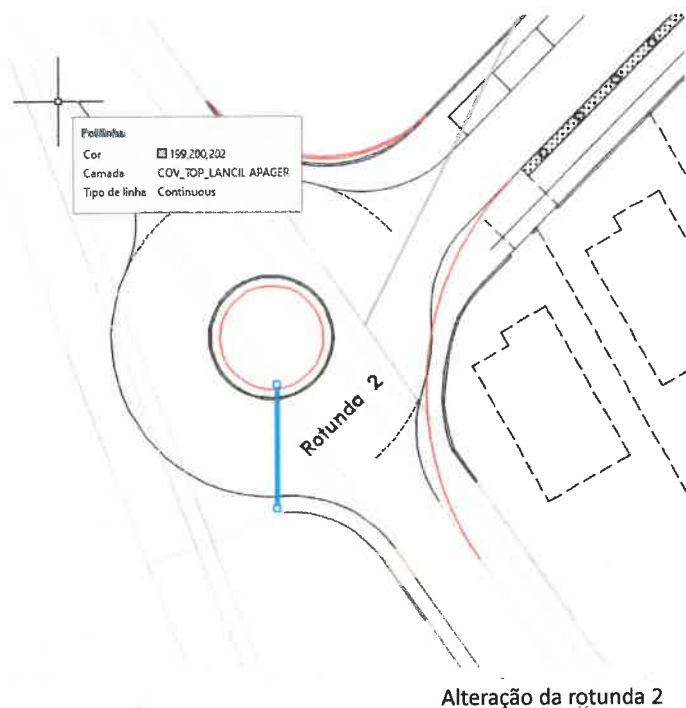 Polilinha
Cor 159,200,202
Camada COV_TOP_LANCIL APAGER
Tipo de linha Continuous
Rotunda 2
Alteração da rotunda 2